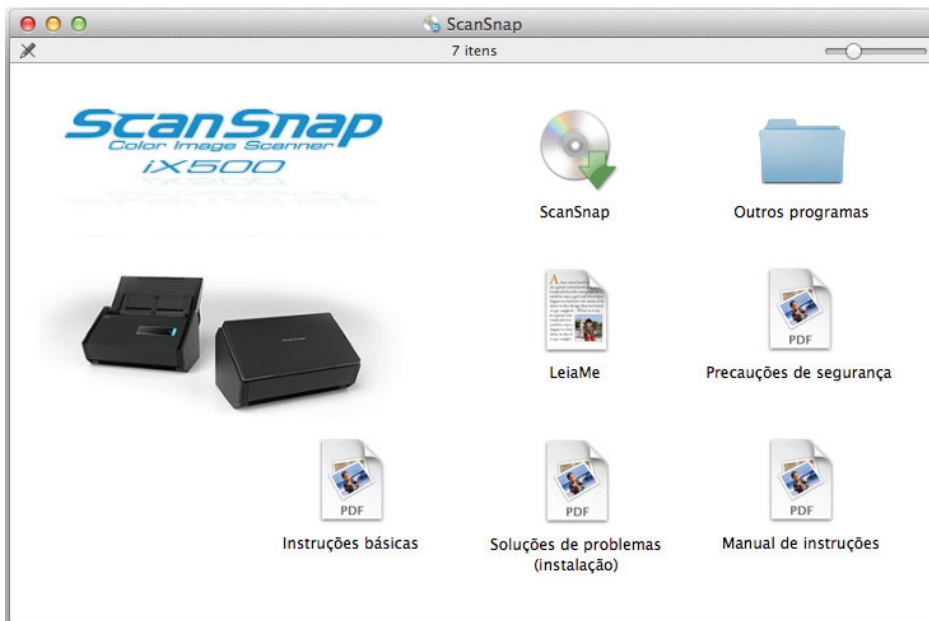 ScanSnap
7 itens
ScanSnap
Color Image Scanner
iX500
ScanSnap
Outros programas
LeiaMe
PDF
Precauções de segurança
PDF
Instruções básicas
PDF
Soluções de problemas
(instalação)
PDF
Manual de instruções